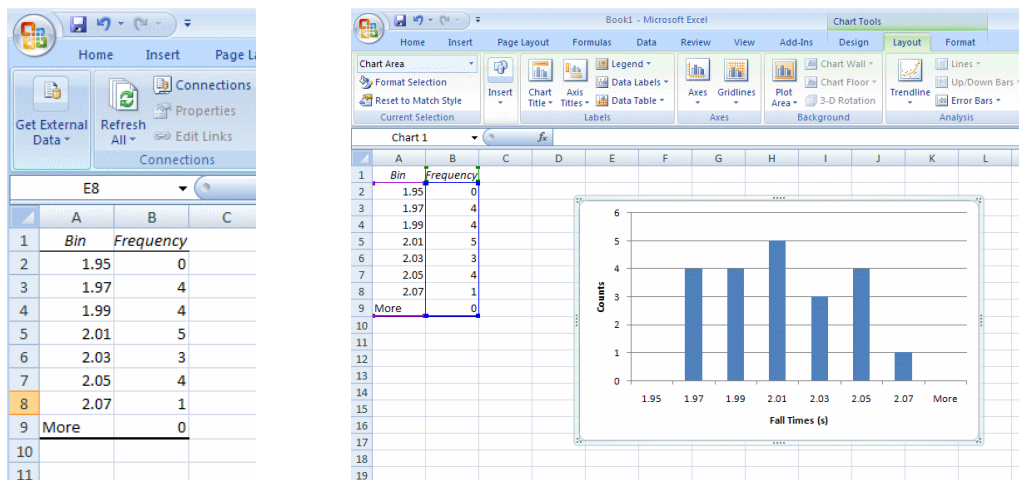 Home Insert Page La
Connections
Properties
Edit Links
Get External Data
Refresh All
Connections
E8
A B C
1 Bin Frequency
2 1.95 0
3 1.97 4
4 1.99 4
5 2.01 5
6 2.03 3
7 2.05 4
8 2.07 1
9 More 0
10
11
Book1 - Microsoft Excel Chart Tools
Home Insert Page Layout Formulas Data Review View Add-Ins Design Layout Format
Chart Area
Format Selection
Reset to Match Style
Current Selection
Insert
Chart Title
Axis Titles
Legend
Data Labels
Data Table
Labels
Axes
Gridlines
Axes
Plot Area
Chart Wall
Chart Floor
3-D Rotation
Background
Trendline
Lines
Up/Down Bars
Error Bars
Analysis
Chart 1 fx
A B C D E F G H I J K L
1 Bin Frequency
2 1.95 0
3 1.97 4
4 1.99 4
5 2.01 5
6 2.03 3
7 2.05 4
8 2.07 1
9 More 0
10
11
12
13
14
15
16
17
18
19
6
5
4
3
2
1
0
Counts
1.95 1.97 1.99 2.01 2.03 2.05 2.07 More
Fall Times (s)